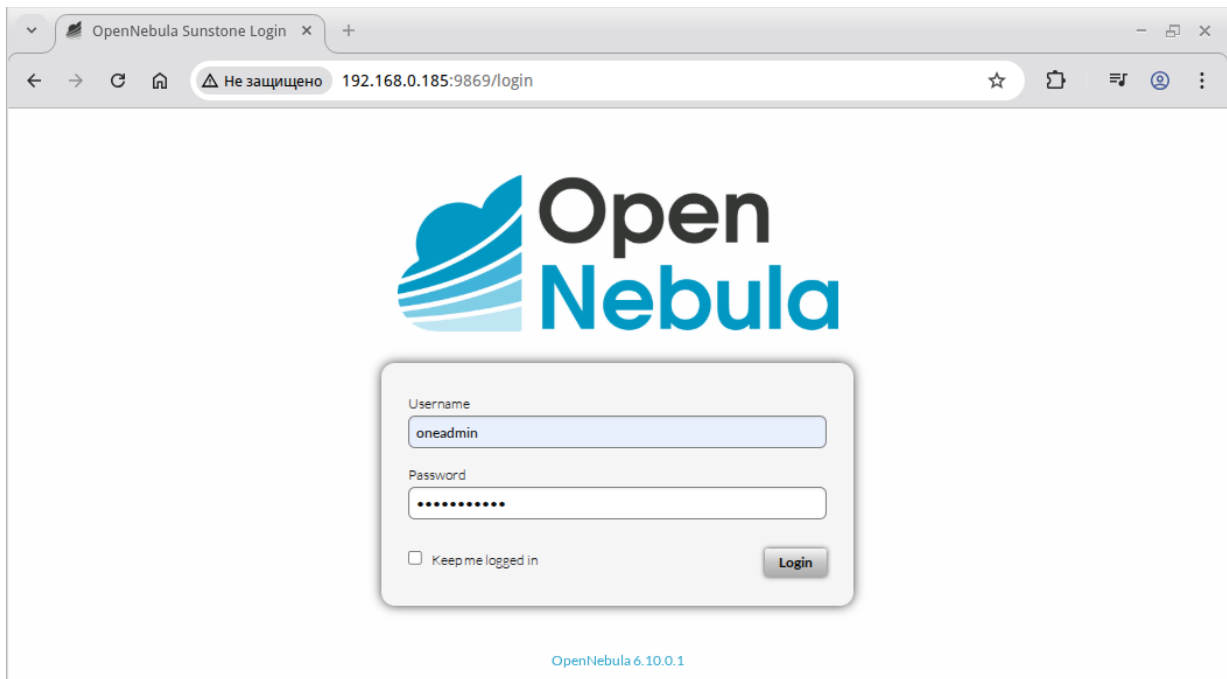 OpenNebula Sunstone Login
Не защищено 192.168.0.185:9869/login
Open
Nebula
Username
oneadmin
Password
•••••••••••
Keep me logged in
Login
OpenNebula 6.10.0.1